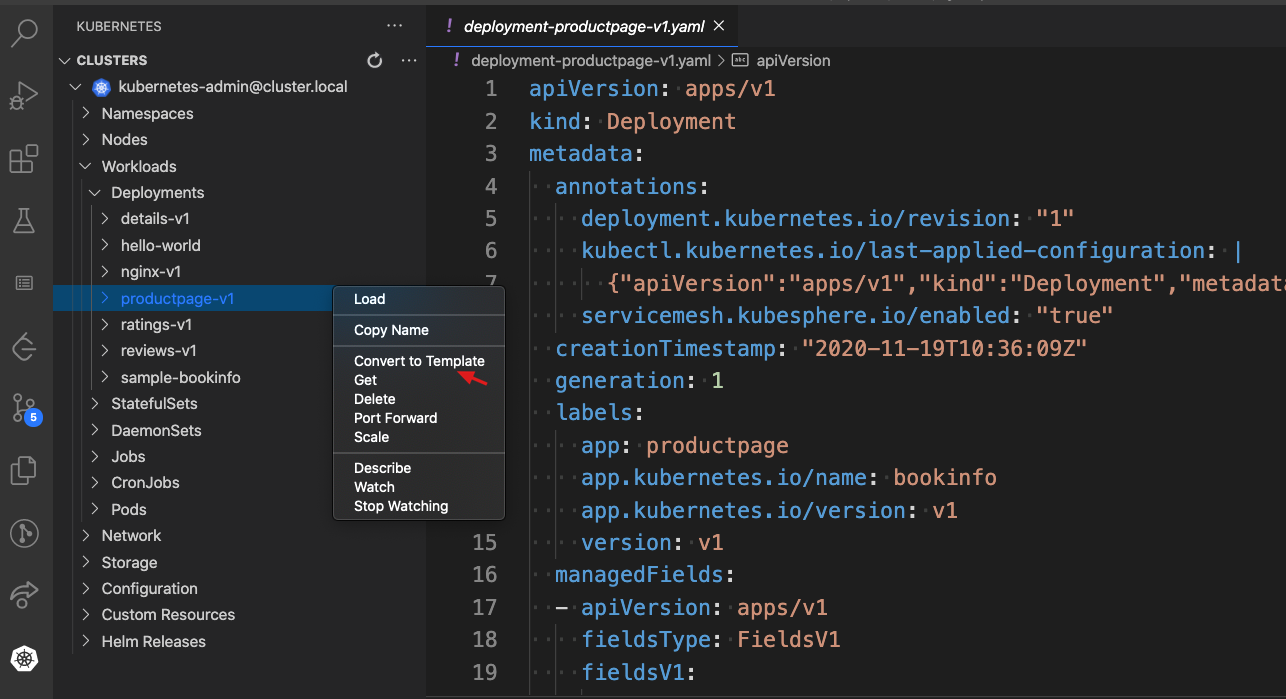 KUBERNETES
CLUSTERS
kubernetes-admin@cluster.local
Namespaces
Nodes
Workloads
Deployments
details-v1
hello-world
nginx-v1
productpage-v1
ratings-v1
reviews-v1
sample-bookinfo
StatefulSets
DaemonSets
Jobs
CronJobs
Pods
Network
Storage
Configuration
Custom Resources
Helm Releases
5
Load
Copy Name
Convert to Template
Get
Delete
Port Forward
Scale
Describe
Watch
Stop Watching
! deployment-productpage-v1.yaml ×
! deployment-productpage-v1.yaml > abc apiVersion
1 apiVersion: apps/v1
2 kind: Deployment
3 metadata:
4 annotations:
5 deployment.kubernetes.io/revision: "1"
6 kubectl.kubernetes.io/last-applied-configuration: |
7 {"apiVersion":"apps/v1","kind":"Deployment","metadata
servicemesh.kubesphere.io/enabled: "true"
creationTimestamp: "2020-11-19T10:36:09Z"
generation: 1
labels:
app: productpage
app.kubernetes.io/name: bookinfo
app.kubernetes.io/version: v1
15 version: v1
16 managedFields:
17 - apiVersion: apps/v1
18 fieldsType: FieldsV1
19 fieldsV1: